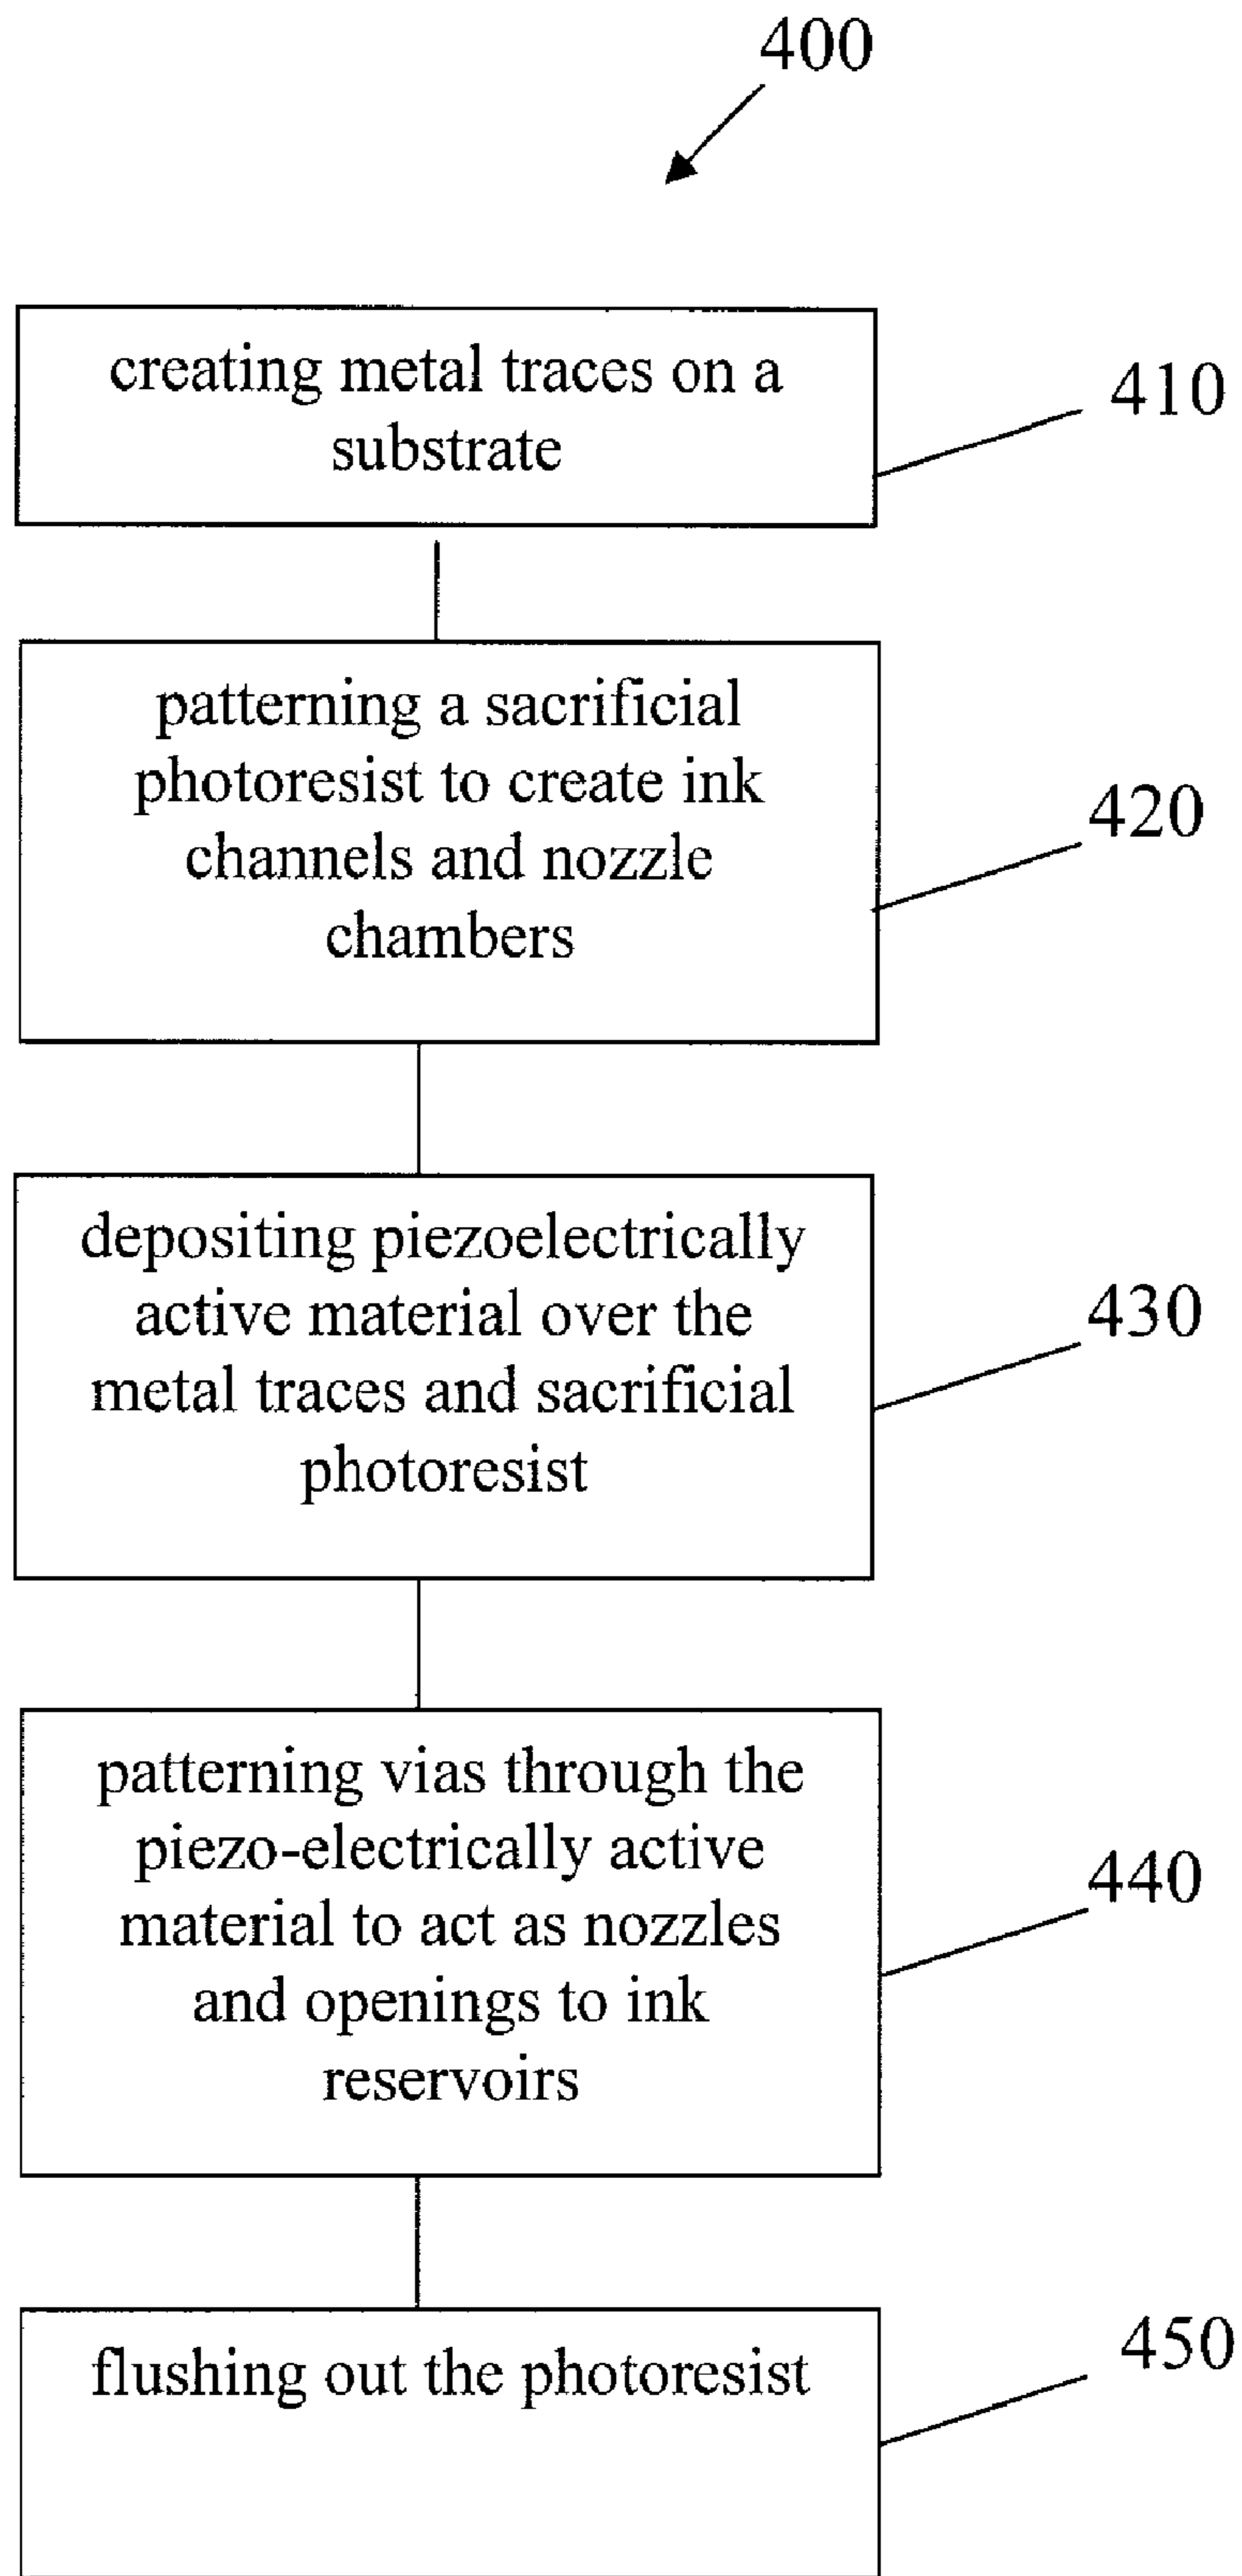 400
creating metal traces on a
substrate
410
patterning a sacrificial
photoresist to create ink
channels and nozzle
chambers
420
depositing piezoelectrically
active material over the
metal traces and sacrificial
photoresist
430
patterning vias through the
piezo-electrically active
material to act as nozzles
and openings to ink
reservoirs
440
flushing out the photoresist
450